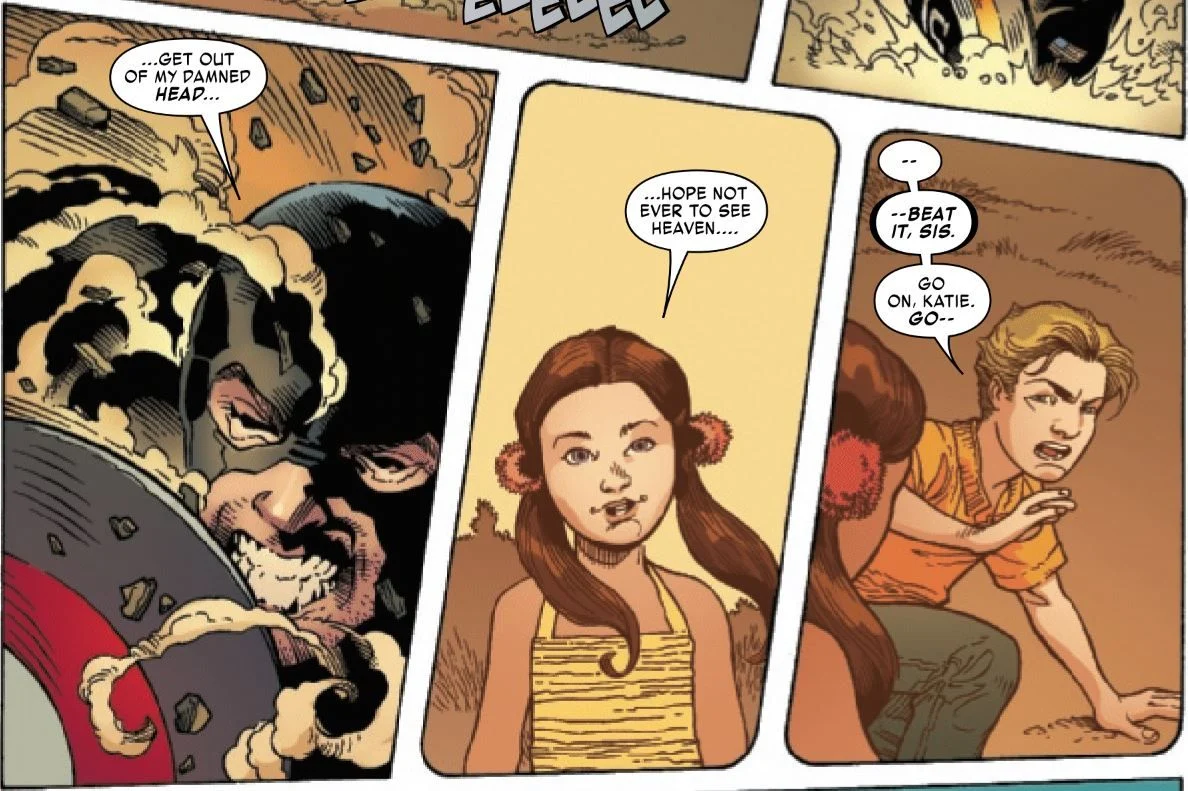 ...GET OUT
OF MY DAMNED
HEAD...
...HOPE NOT
EVER TO SEE
HEAVEN....
--
--BEAT
IT, SIS.
GO
ON, KATIE.
GO--